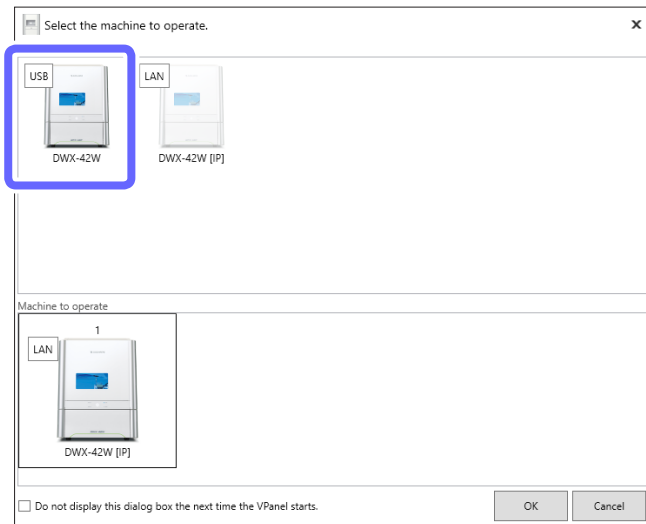 Select the machine to operate.
x
USB
LAN
DWX-42W
DWX-42W [IP]
Machine to operate
1
LAN
DWX-42W [IP]
Do not display this dialog box the next time the VPanel starts.
OK
Cancel